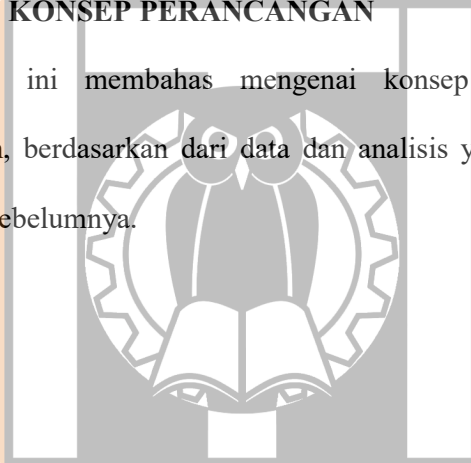 KONSEP PERANCANGAN
ini membahas mengenai konsep
berdasarkan dari data dan analisis
ebelumnya.